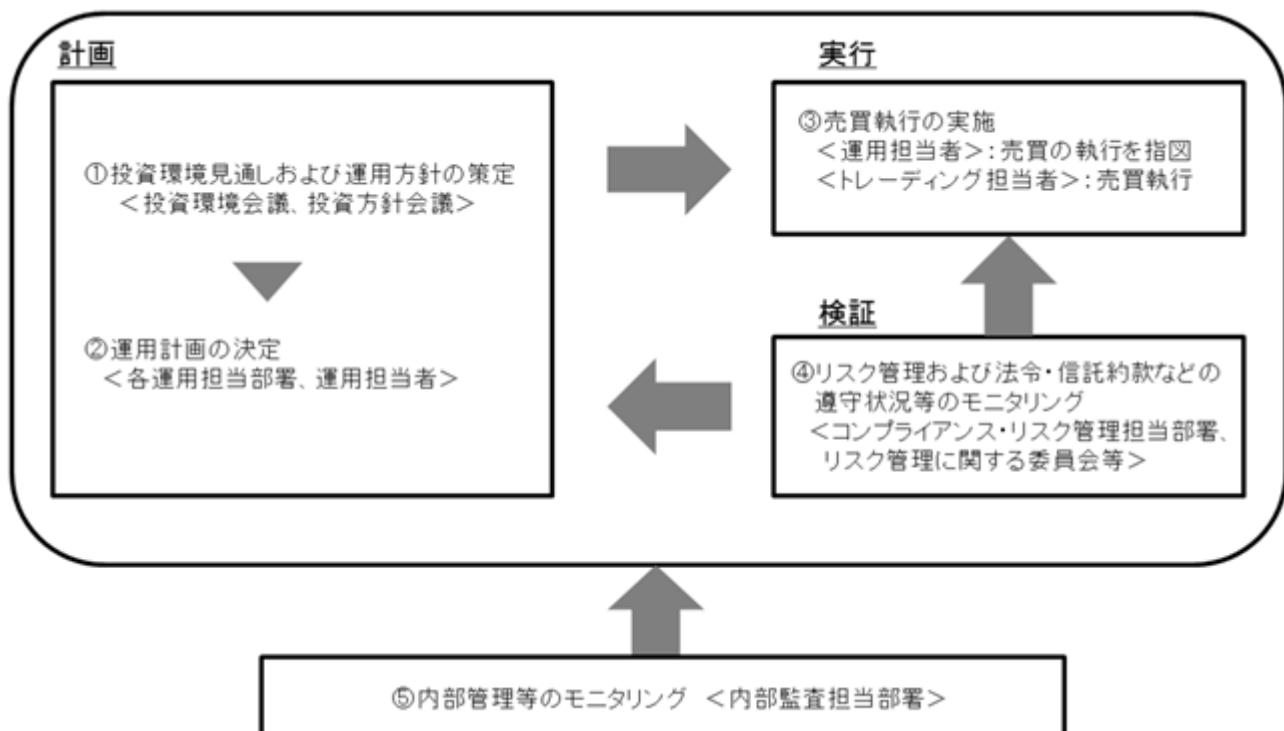 計画
①投資環境見通しおよび運用方針の策定
＜投資環境会議、投資方針会議＞
②運用計画の決定
＜各運用担当部署、運用担当者＞
実行
③売買執行の実施
＜運用担当者＞：売買の執行を指図
＜トレーディング担当者＞：売買執行
検証
④リスク管理および法令・信託約款などの
遵守状況等のモニタリング
＜コンプライアンス・リスク管理担当部署、
リスク管理に関する委員会等＞
⑤内部管理等のモニタリング ＜内部監査担当部署＞